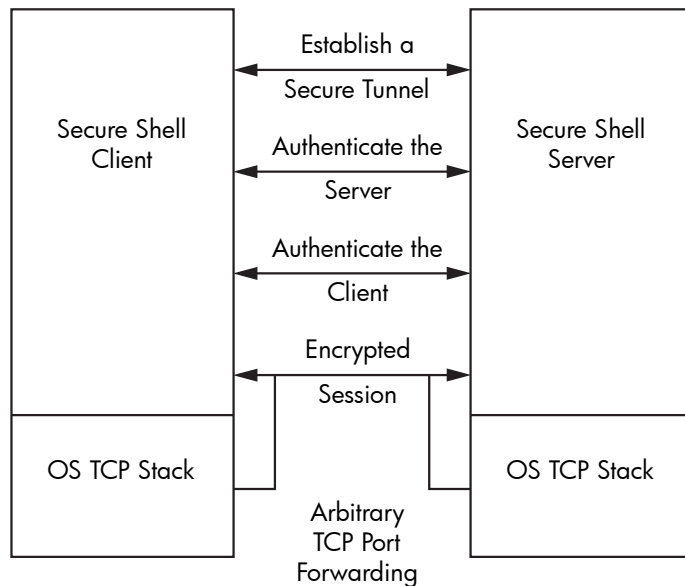 Establish a
Secure Tunnel
Secure Shell
Client
Secure Shell
Server
Authenticate the
Server
Authenticate the
Client
Encrypted
Session
OS TCP Stack
OS TCP Stack
Arbitrary
TCP Port
Forwarding